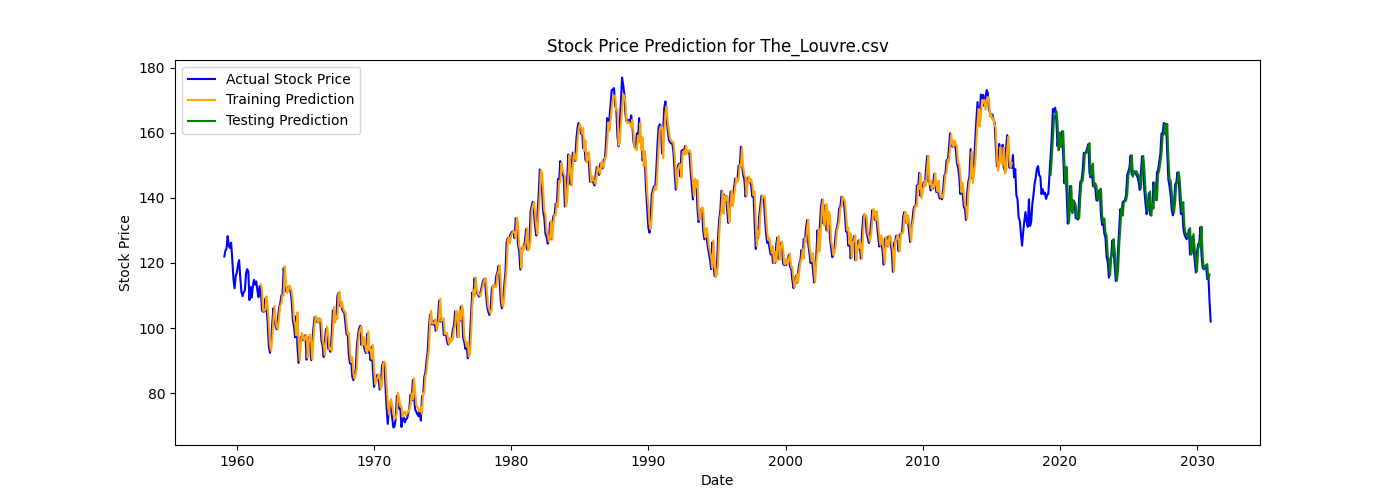 Stock Price Prediction for The_Louvre.csv
Actual Stock Price
Training Prediction
Testing Prediction
Stock Price
180
160
140
120
100
80
1960 1970 1980 1990 2000 2010 2020 2030
Date